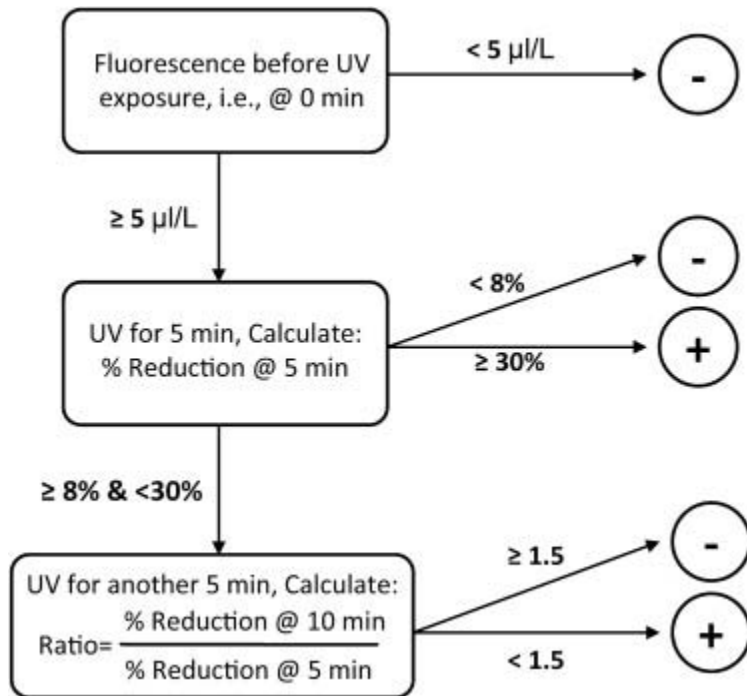 Fluorescence before UV
exposure, i.e., @ 0 min
< 5 µl/L
-
≥ 5 µl/L
UV for 5 min, Calculate:
% Reduction @ 5 min
< 8%
-
≥ 30%
+
≥ 8% & <30%
UV for another 5 min, Calculate:
Ratio= % Reduction @ 10 min
% Reduction @ 5 min
≥ 1.5
-
< 1.5
+